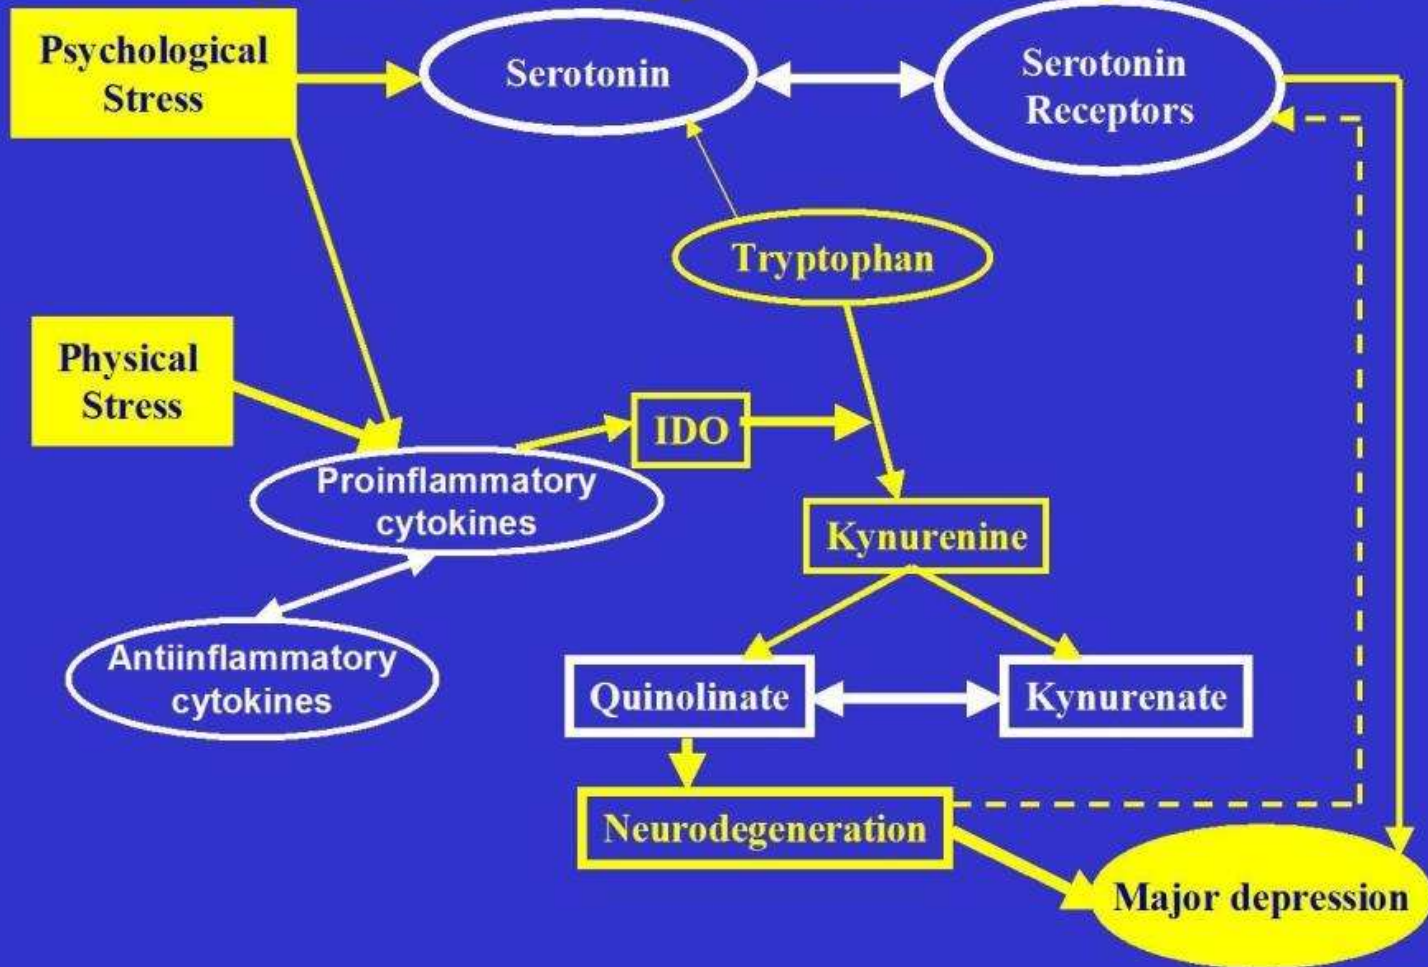 Psychological
Stress
Serotonin
Serotonin
Receptors
Tryptophan
Physical
Stress
IDO
Proinflammatory
cytokines
Kynurenine
Antiinflammatory
cytokines
Quinolinate
Kynurenate
Neurodegeneration
Major depression